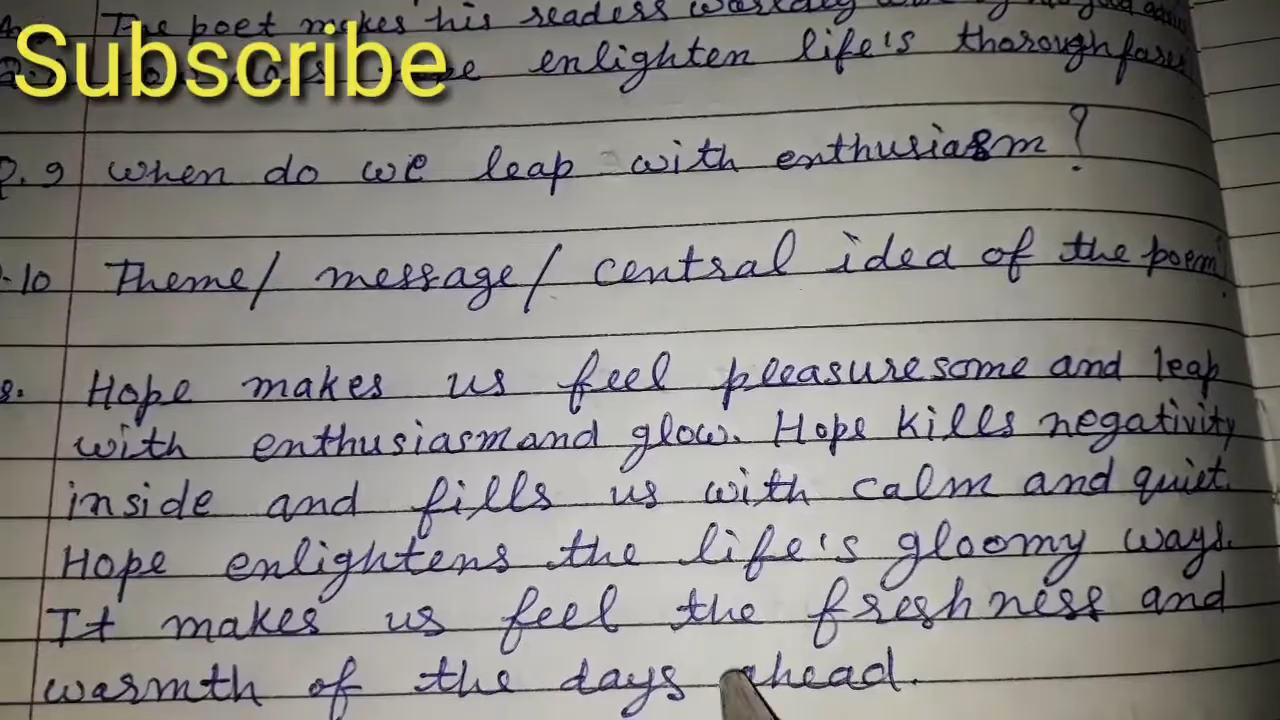 The poet makes his readers
Subscribe
enlighten life's thoroughfares
Q.9 when do we leap with enthusiasm?
10 Theme/ message/ central idea of the poem?
Hope makes us feel pleasuresome and leap
with enthusiasm and glow. Hope kills negativity
inside and fills us with calm and quiet.
Hope enlightens the life's gloomy ways.
It makes us feel the freshness and
warmth of the days ahead.